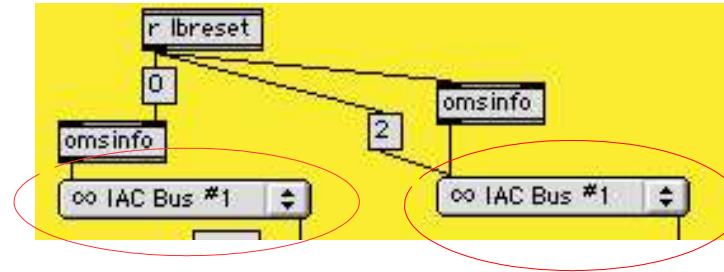 r lbreset
0
omsinfo
2
omsinfo
∞ IAC Bus #1
∞ IAC Bus #1